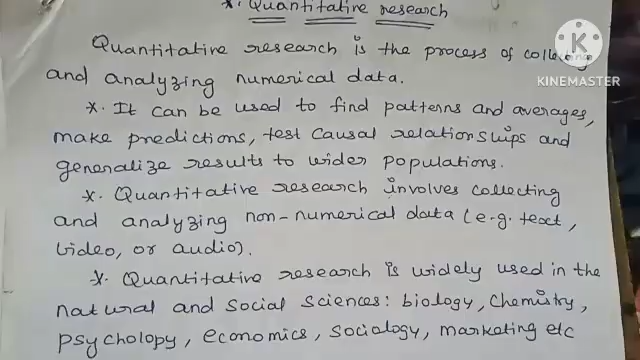 *. Quantitative research
Quantitative research is the process of
and analyzing numerical data.
KINEMASTER
*. It can be used to find patterns and averages,
make predictions, test causal relationships and
generalize results to wider populations.
*. Quantitative research involves collecting
and analyzing non-numerical data (e.g. text,
video, or audio).
*. Quantitative research is widely used in the
natural and social sciences: biology, chemistry,
psycholopy, economics, sociology, marketing etc